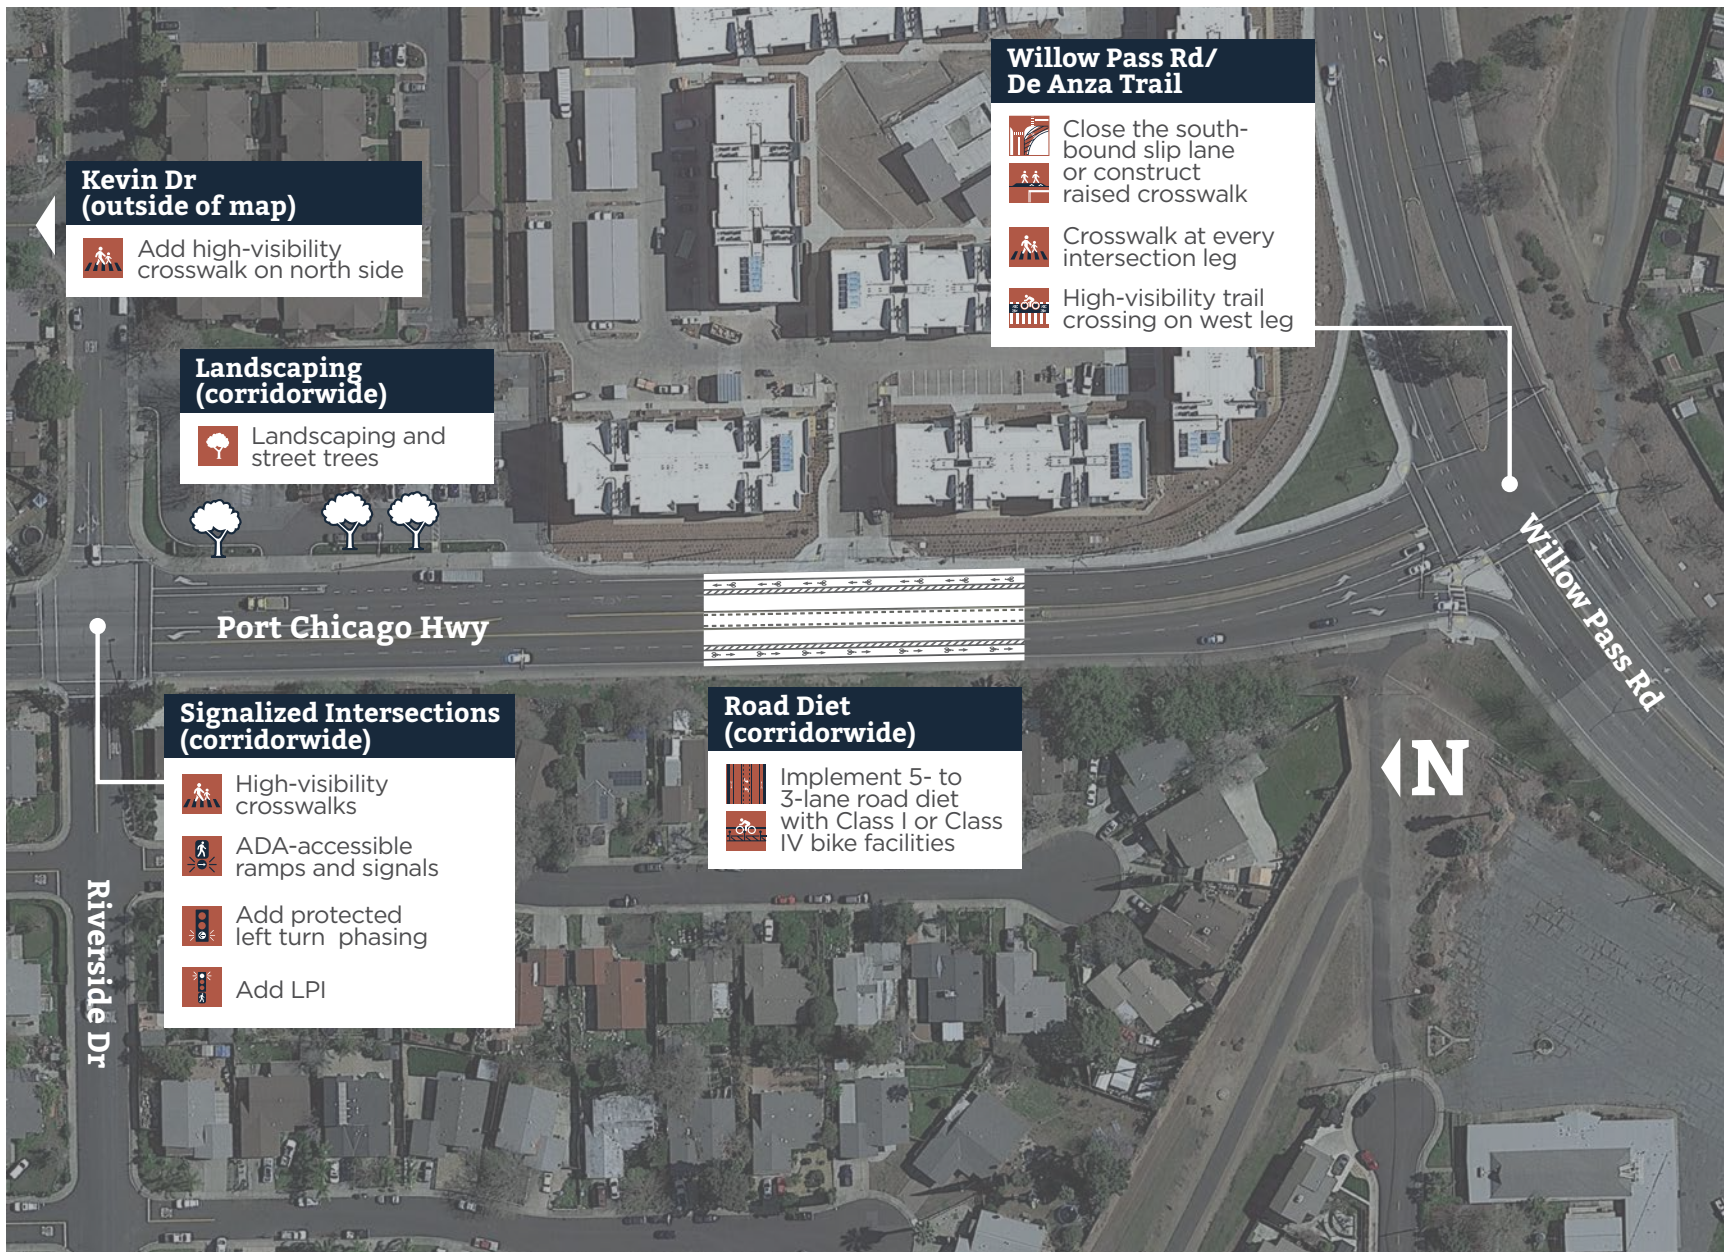 Willow Pass Rd/
De Anza Trail
Close the south-
bound slip lane
or construct
raised crosswalk
Crosswalk at every
intersection leg
High-visibility trail
crossing on west leg
Kevin Dr
(outside of map)
Add high-visibility
crosswalk on north side
Landscaping
(corridorwide)
Landscaping and
street trees
Port Chicago Hwy
Willow Pass Rd
Signalized Intersections
(corridorwide)
High-visibility
crosswalks
ADA-accessible
ramps and signals
Add protected
left turn  phasing
Add LPI
Road Diet
(corridorwide)
Implement 5- to
3-lane road diet
with Class I or Class
IV bike facilities
N
Riverside Dr